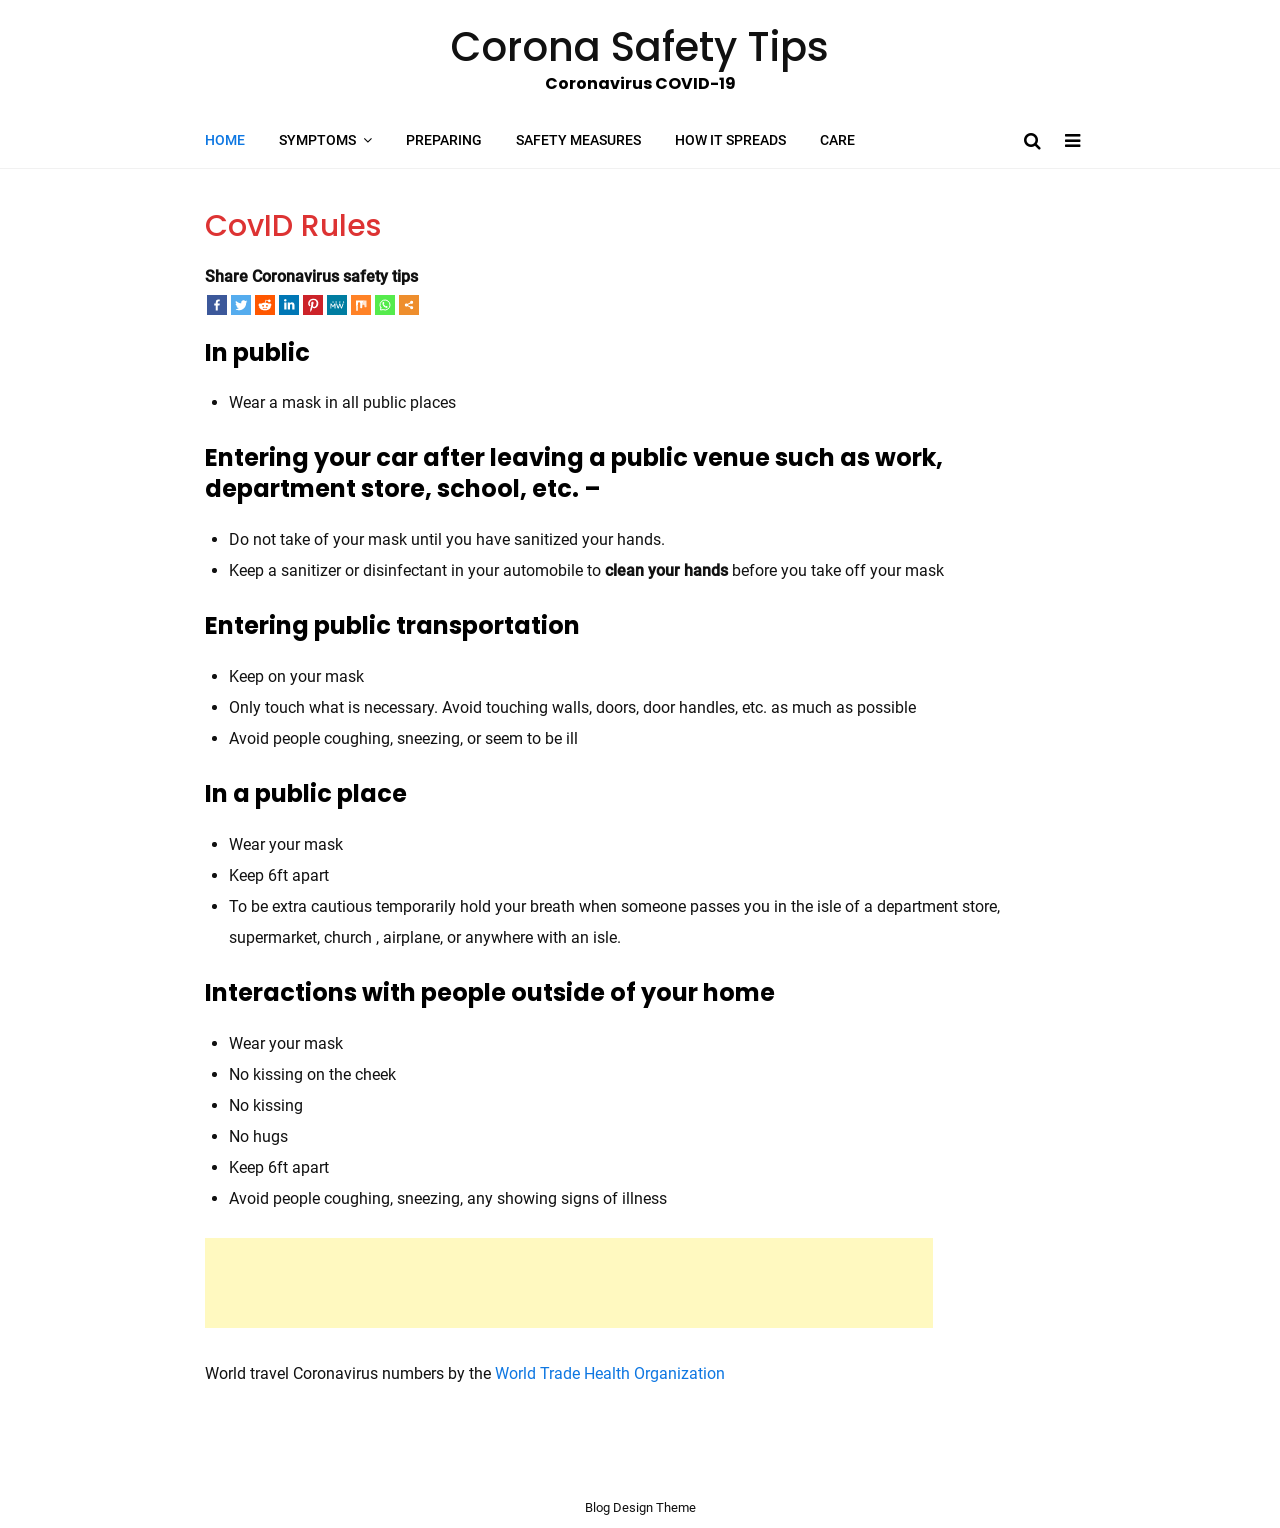 Corona Safety Tips
Coronavirus COVID-19
HOME SYMPTOMS PREPARING SAFETY MEASURES HOW IT SPREADS CARE
CovID Rules
Share Coronavirus safety tips
In public
Wear a mask in all public places
Entering your car after leaving a public venue such as work,
department store, school, etc. –
Do not take of your mask until you have sanitized your hands.
Keep a sanitizer or disinfectant in your automobile to clean your hands before you take off your mask
Entering public transportation
Keep on your mask
Only touch what is necessary. Avoid touching walls, doors, door handles, etc. as much as possible
Avoid people coughing, sneezing, or seem to be ill
In a public place
Wear your mask
Keep 6ft apart
To be extra cautious temporarily hold your breath when someone passes you in the isle of a department store,
supermarket, church , airplane, or anywhere with an isle.
Interactions with people outside of your home
Wear your mask
No kissing on the cheek
No kissing
No hugs
Keep 6ft apart
Avoid people coughing, sneezing, any showing signs of illness
World travel Coronavirus numbers by the World Trade Health Organization
Blog Design Theme